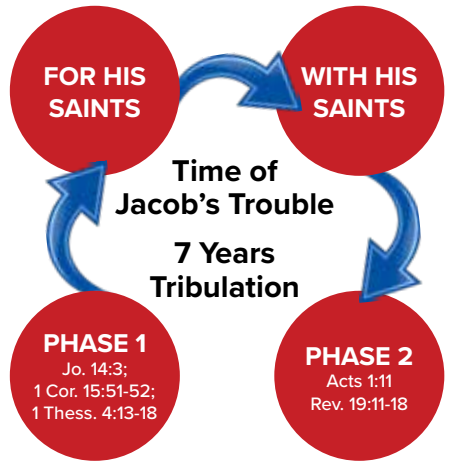 FOR HIS
SAINTS
WITH HIS
SAINTS
Time of
Jacob's Trouble
7 Years
Tribulation
PHASE 1
Jo. 14:3;
1 Cor. 15:51-52;
1 Thess. 4:13-18
PHASE 2
Acts 1:11
Rev. 19:11-18